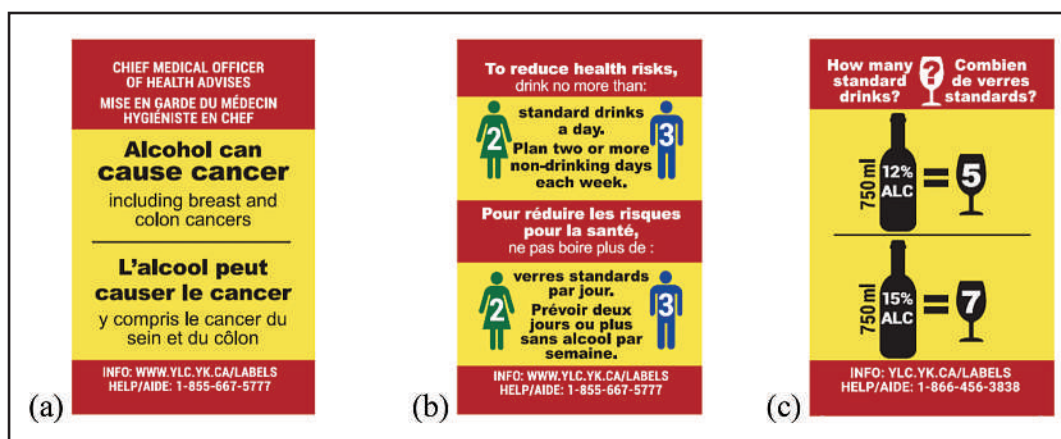 CHIEF MEDICAL OFFICER
OF HEALTH ADVISES
MISE EN GARDE DU MÉDECIN
HYGIÉNISTE EN CHEF
Alcohol can
cause cancer
including breast and
colon cancers
L'alcool peut
causer le cancer
y compris le cancer du
sein et du côlon
INFO: WWW.YLC.YK.CA/LABELS
HELP/AIDE: 1-855-667-5777
(a)
To reduce health risks,
drink no more than:
2
standard drinks
a day.
Plan two or more
non-drinking days
each week.
3
Pour réduire les risques
pour la santé,
ne pas boire plus de :
2
verres standards
par jour.
Prévoir deux
jours ou plus
sans alcool par
semaine.
3
INFO: WWW.YLC.YK.CA/LABELS
HELP/AIDE: 1-855-667-5777
(b)
How many
standard
drinks?
?
Combien
de verres
standards?
750 ml
12%
ALC
=
5
750 ml
15%
ALC
=
7
INFO: YLC.YK.CA/LABELS
HELP/AIDE: 1-866-456-3838
(c)